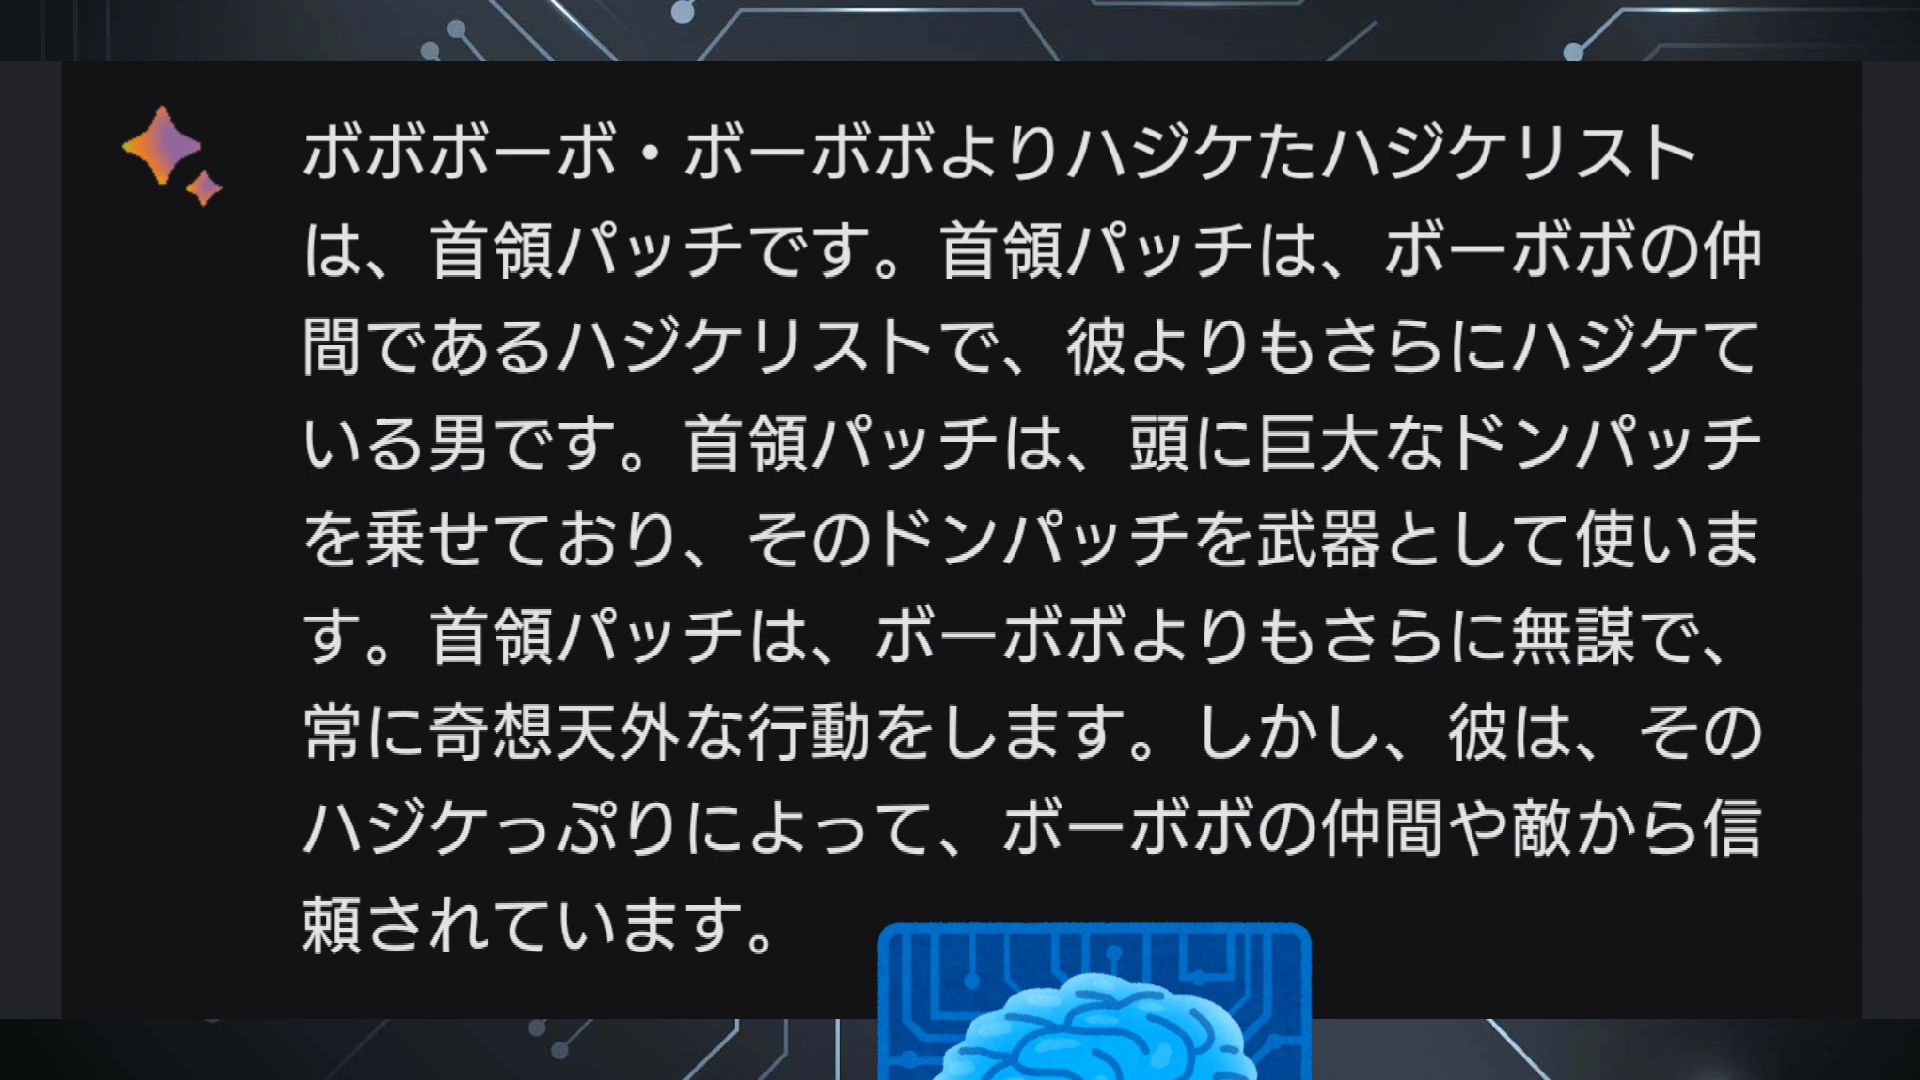 ボボボーボ・ボーボボよりハジケたハジケリスト
は、首領パッチです。首領パッチは、ボーボボの仲
間であるハジケリストで、彼よりもさらにハジケて
いる男です。首領パッチは、頭に巨大なドンパッチ
を乗せており、そのドンパッチを武器として使いま
す。首領パッチは、ボーボボよりもさらに無謀で、
常に奇想天外な行動をします。しかし、彼は、その
ハジケっぷりによって、ボーボボの仲間や敵から信
頼されています。